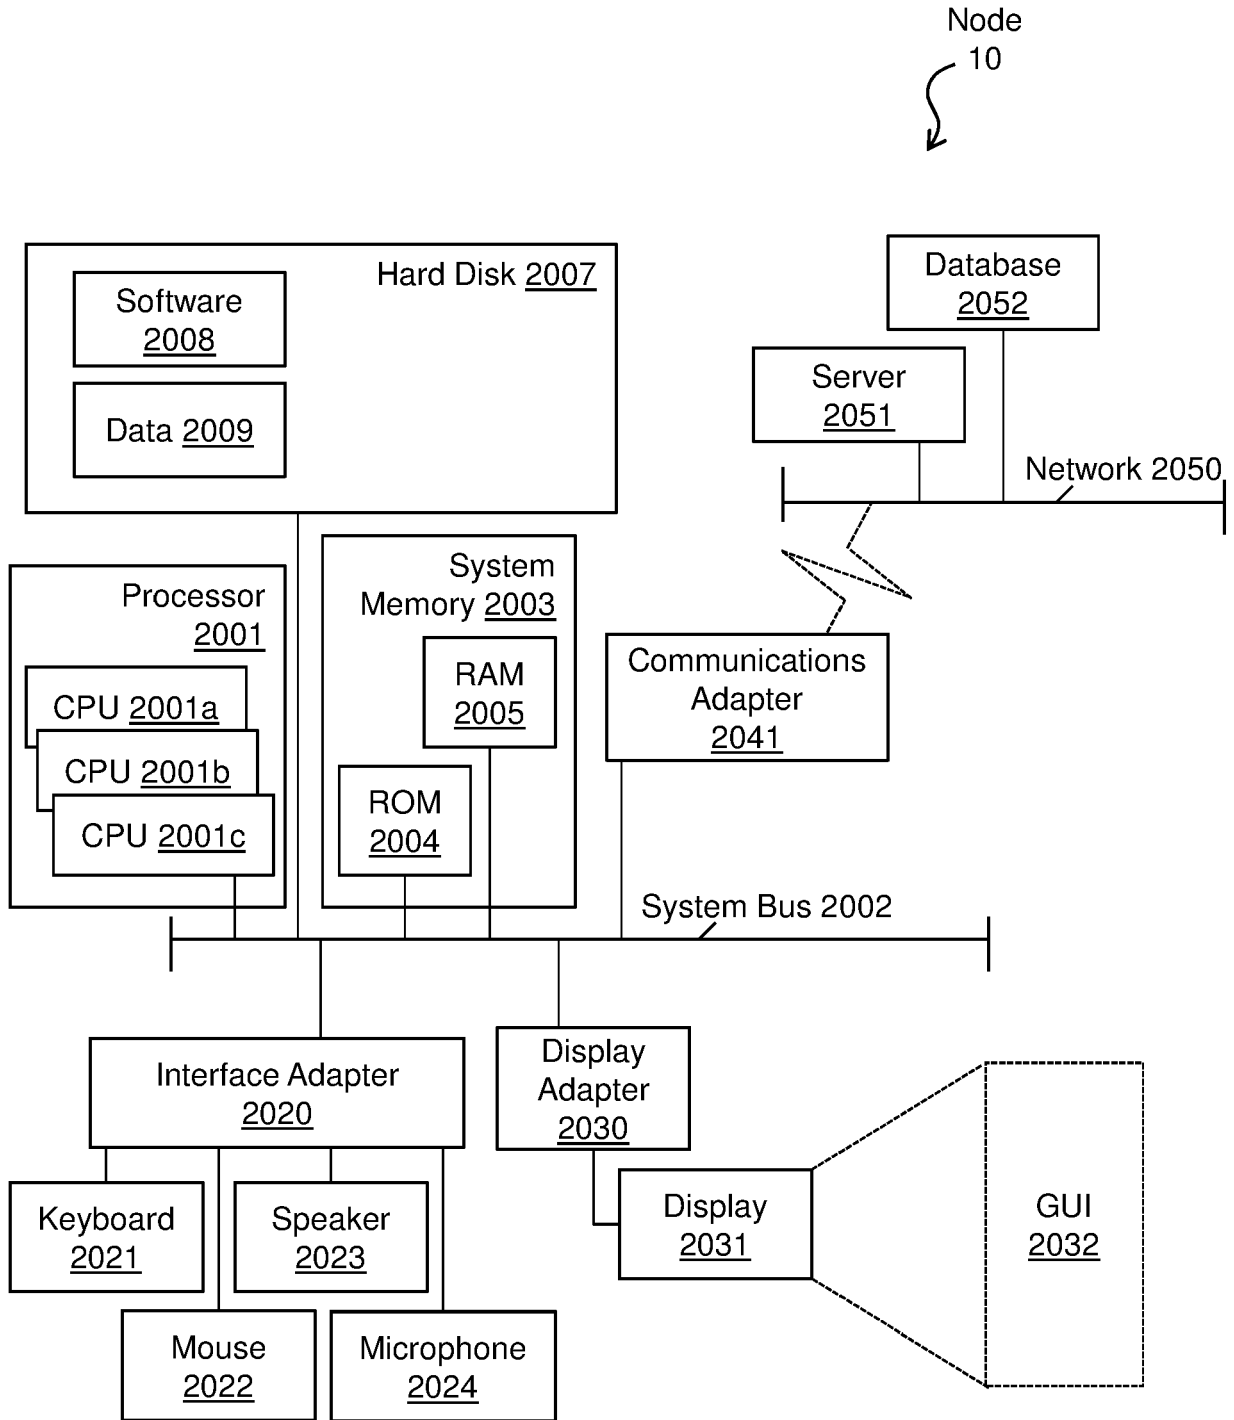 Node
10
Hard Disk 2007
Software
2008
Data 2009
Database
2052
Server
2051
Network 2050
Processor
2001
CPU 2001a
CPU 2001b
CPU 2001c
System
Memory 2003
RAM
2005
ROM
2004
Communications
Adapter
2041
System Bus 2002
Interface Adapter
2020
Display
Adapter
2030
Keyboard
2021
Speaker
2023
Mouse
2022
Microphone
2024
Display
2031
GUI
2032